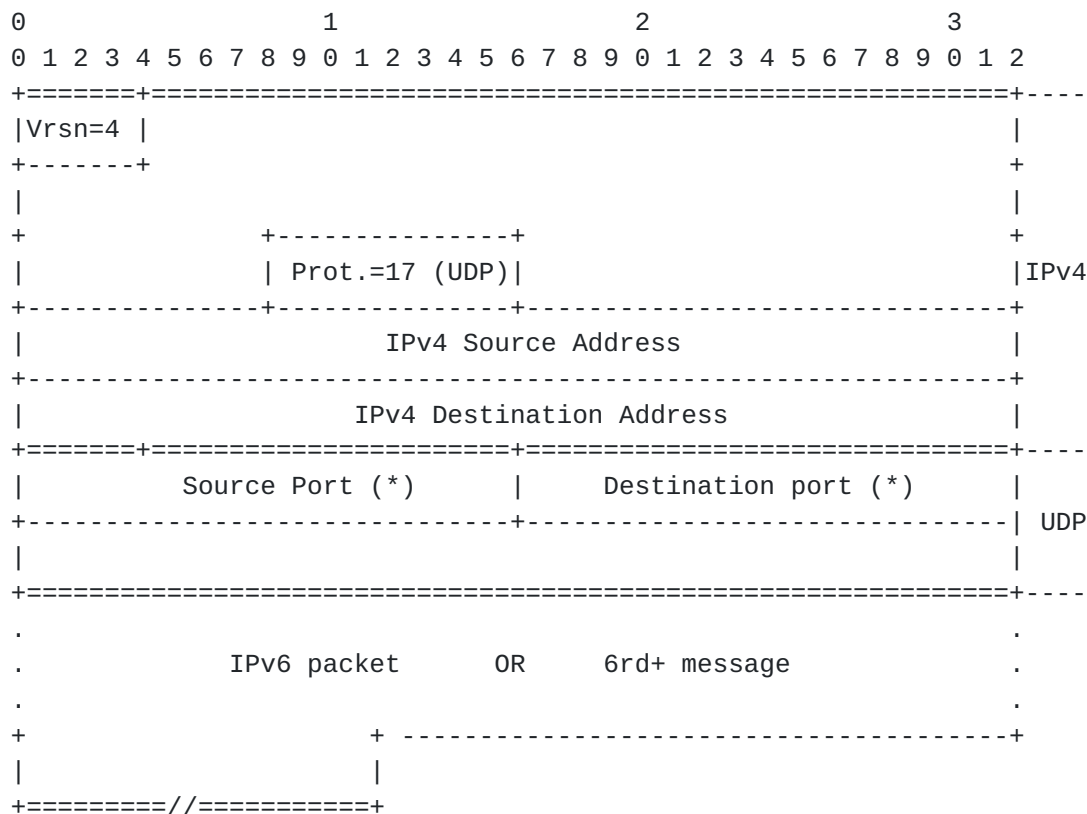 0                   1                   2                   3
0 1 2 3 4 5 6 7 8 9 0 1 2 3 4 5 6 7 8 9 0 1 2 3 4 5 6 7 8 9 0 1 2
+=======+=======================================================+----
|Vrsn=4 |                                                       |
+-------+                                                       +
|                                                               |
+               +---------------+                               +
|               | Prot.=17 (UDP)|                               |IPv4
+---------------+---------------+-------------------------------+
|                       IPv4 Source Address                     |
+---------------------------------------------------------------+
|                     IPv4 Destination Address                  |
+=======+=======================+===============================+----
|          Source Port (*)      |     Destination port (*)      |
+-------------------------------+-------------------------------| UDP
|                                                               |
+===============================================================+----
.                                                               .
.             IPv6 packet      OR     6rd+ message              .
.                                                               .
+                      + ---------------------------------------+
|                      |
+=========//===========+